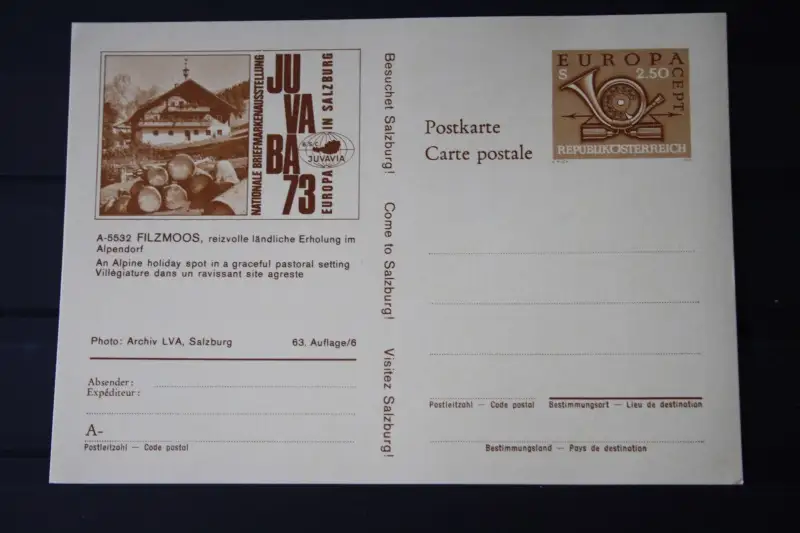 NATIONALE BRIEFMARKENAUSSTELLUNG
JU
VA
BA
73
EUROPA IN SALZBURG
JUVAVIA
A-5532 FILZMOOS, reizvolle ländliche Erholung im
Alpendorf
An Alpine holiday spot in a graceful pastoral setting
Villégiature dans un ravissant site agreste
Photo: Archiv LVA, Salzburg 63. Auflage/6
Absender:
Expéditeur:
A-
Postleitzahl — Code postal
Besuchet Salzburg! Come to Salzburg! Visitez Salzburg!
EUROPA
CEPT
S 2.50
REPUBLIK ÖSTERREICH
Postkarte
Carte postale
Postleitzahl — Code postal Bestimmungsort — Lieu de destination
Bestimmungsland — Pays de destination